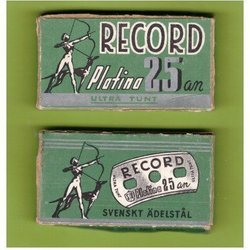 RECORD
Platina 25 an
ULTRA TUNT
RECORD
Platina 25 an
SVENSKT ÄDELSTÅL